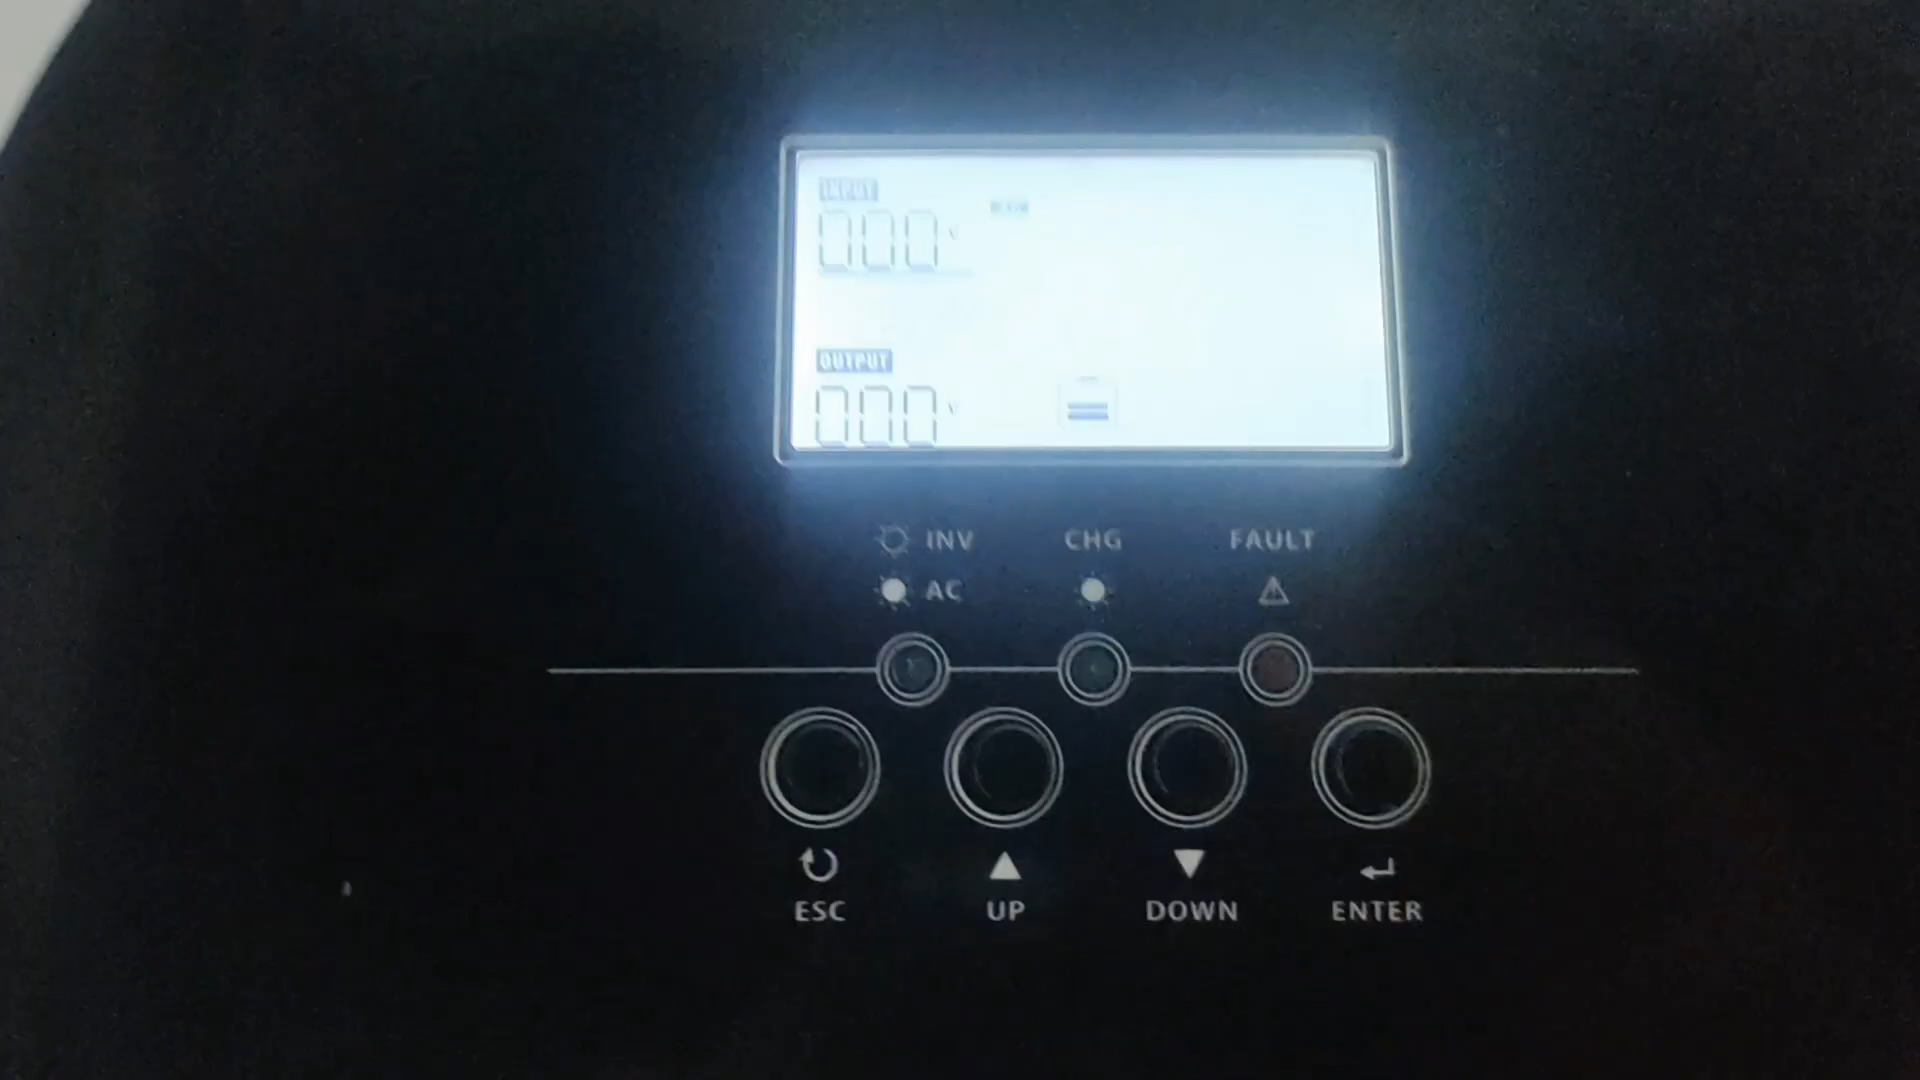 INPUT
000 V
OUTPUT
000 V
INV CHG FAULT
AC
ESC UP DOWN ENTER